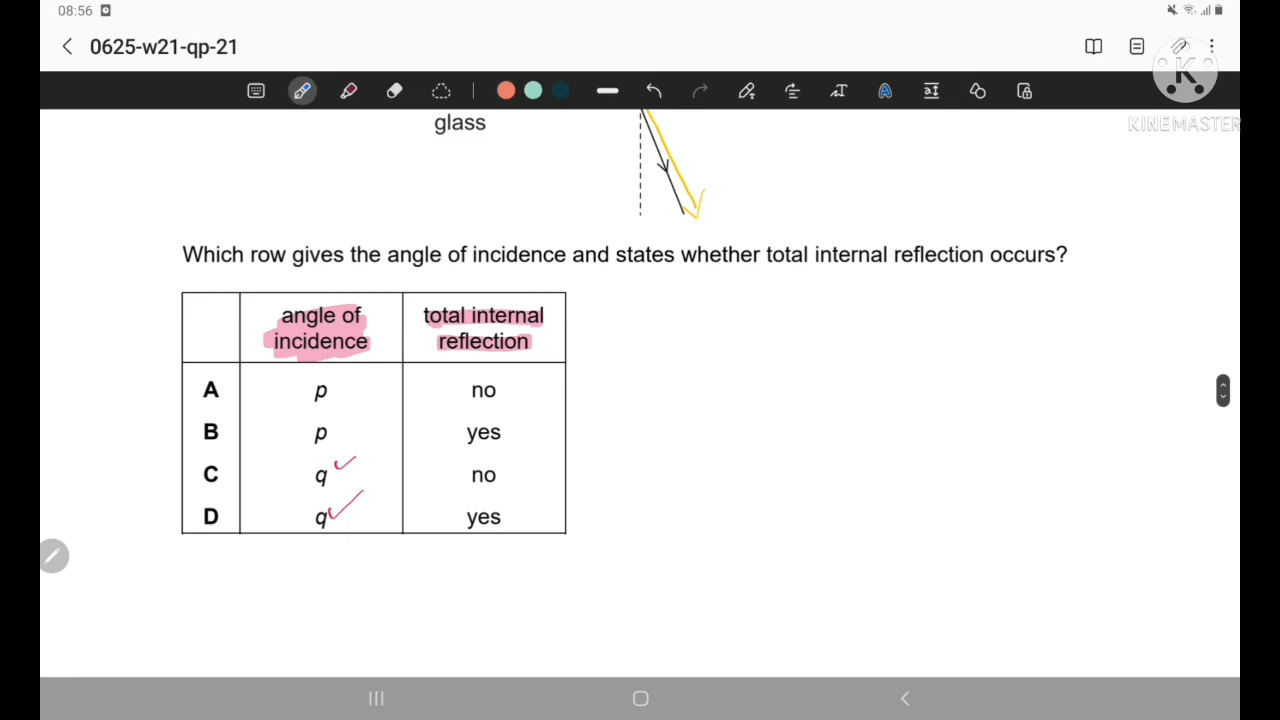 08:56
0625-w21-qp-21
K
KINEMASTER
glass
Which row gives the angle of incidence and states whether total internal reflection occurs?
angle of incidence total internal reflection
A p no
B p yes
C q no
D q yes